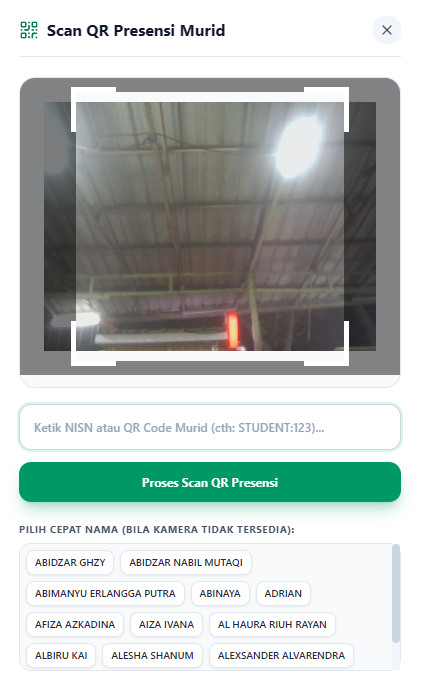 Scan QR Presensi Murid
Ketik NISN atau QR Code Murid (cth: STUDENT:123)...
Proses Scan QR Presensi
PILIH CEPAT NAMA (BILA KAMERA TIDAK TERSEDIA):
ABIDZAR GHZY ABIDZAR NABIL MUTAQI
ABIMANYU ERLANGGA PUTRA ABINAYA ADRIAN
AFIZA AZKADINA AIZA IVANA AL HAURA RIUH RAYAN
ALBIRU KAI ALESHA SHANUM ALEXSANDER ALVARENDRA